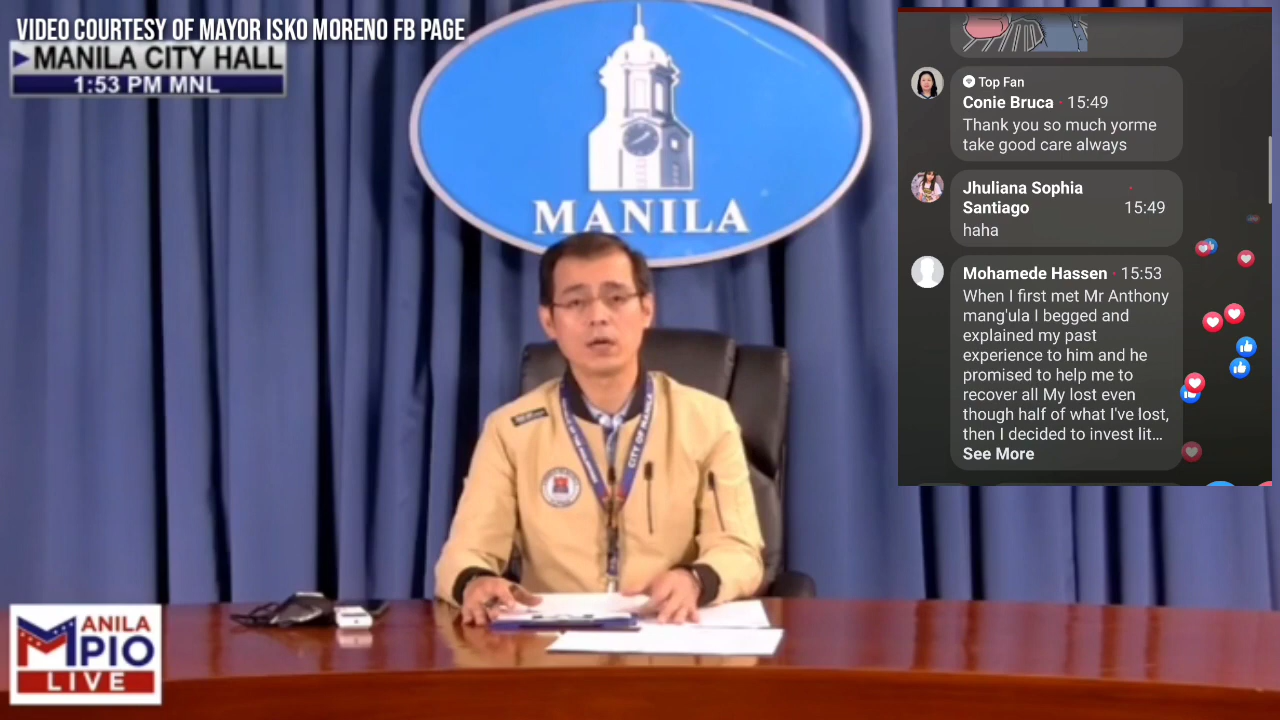 VIDEO COURTESY OF MAYOR ISKO MORENO FB PAGE
MANILA CITY HALL
1:53 PM MNL
MANILA
CITY OF MANILA
MANILA
PIO
LIVE
Top Fan
Conie Bruca · 15:49
Thank you so much yorme
take good care always
Jhuliana Sophia ·
Santiago 15:49
haha
Mohamede Hassen · 15:53
When I first met Mr Anthony
mang'ula I begged and
explained my past
experience to him and he
promised to help me to
recover all My lost even
though half of what I've lost,
then I decided to invest lit...
See More